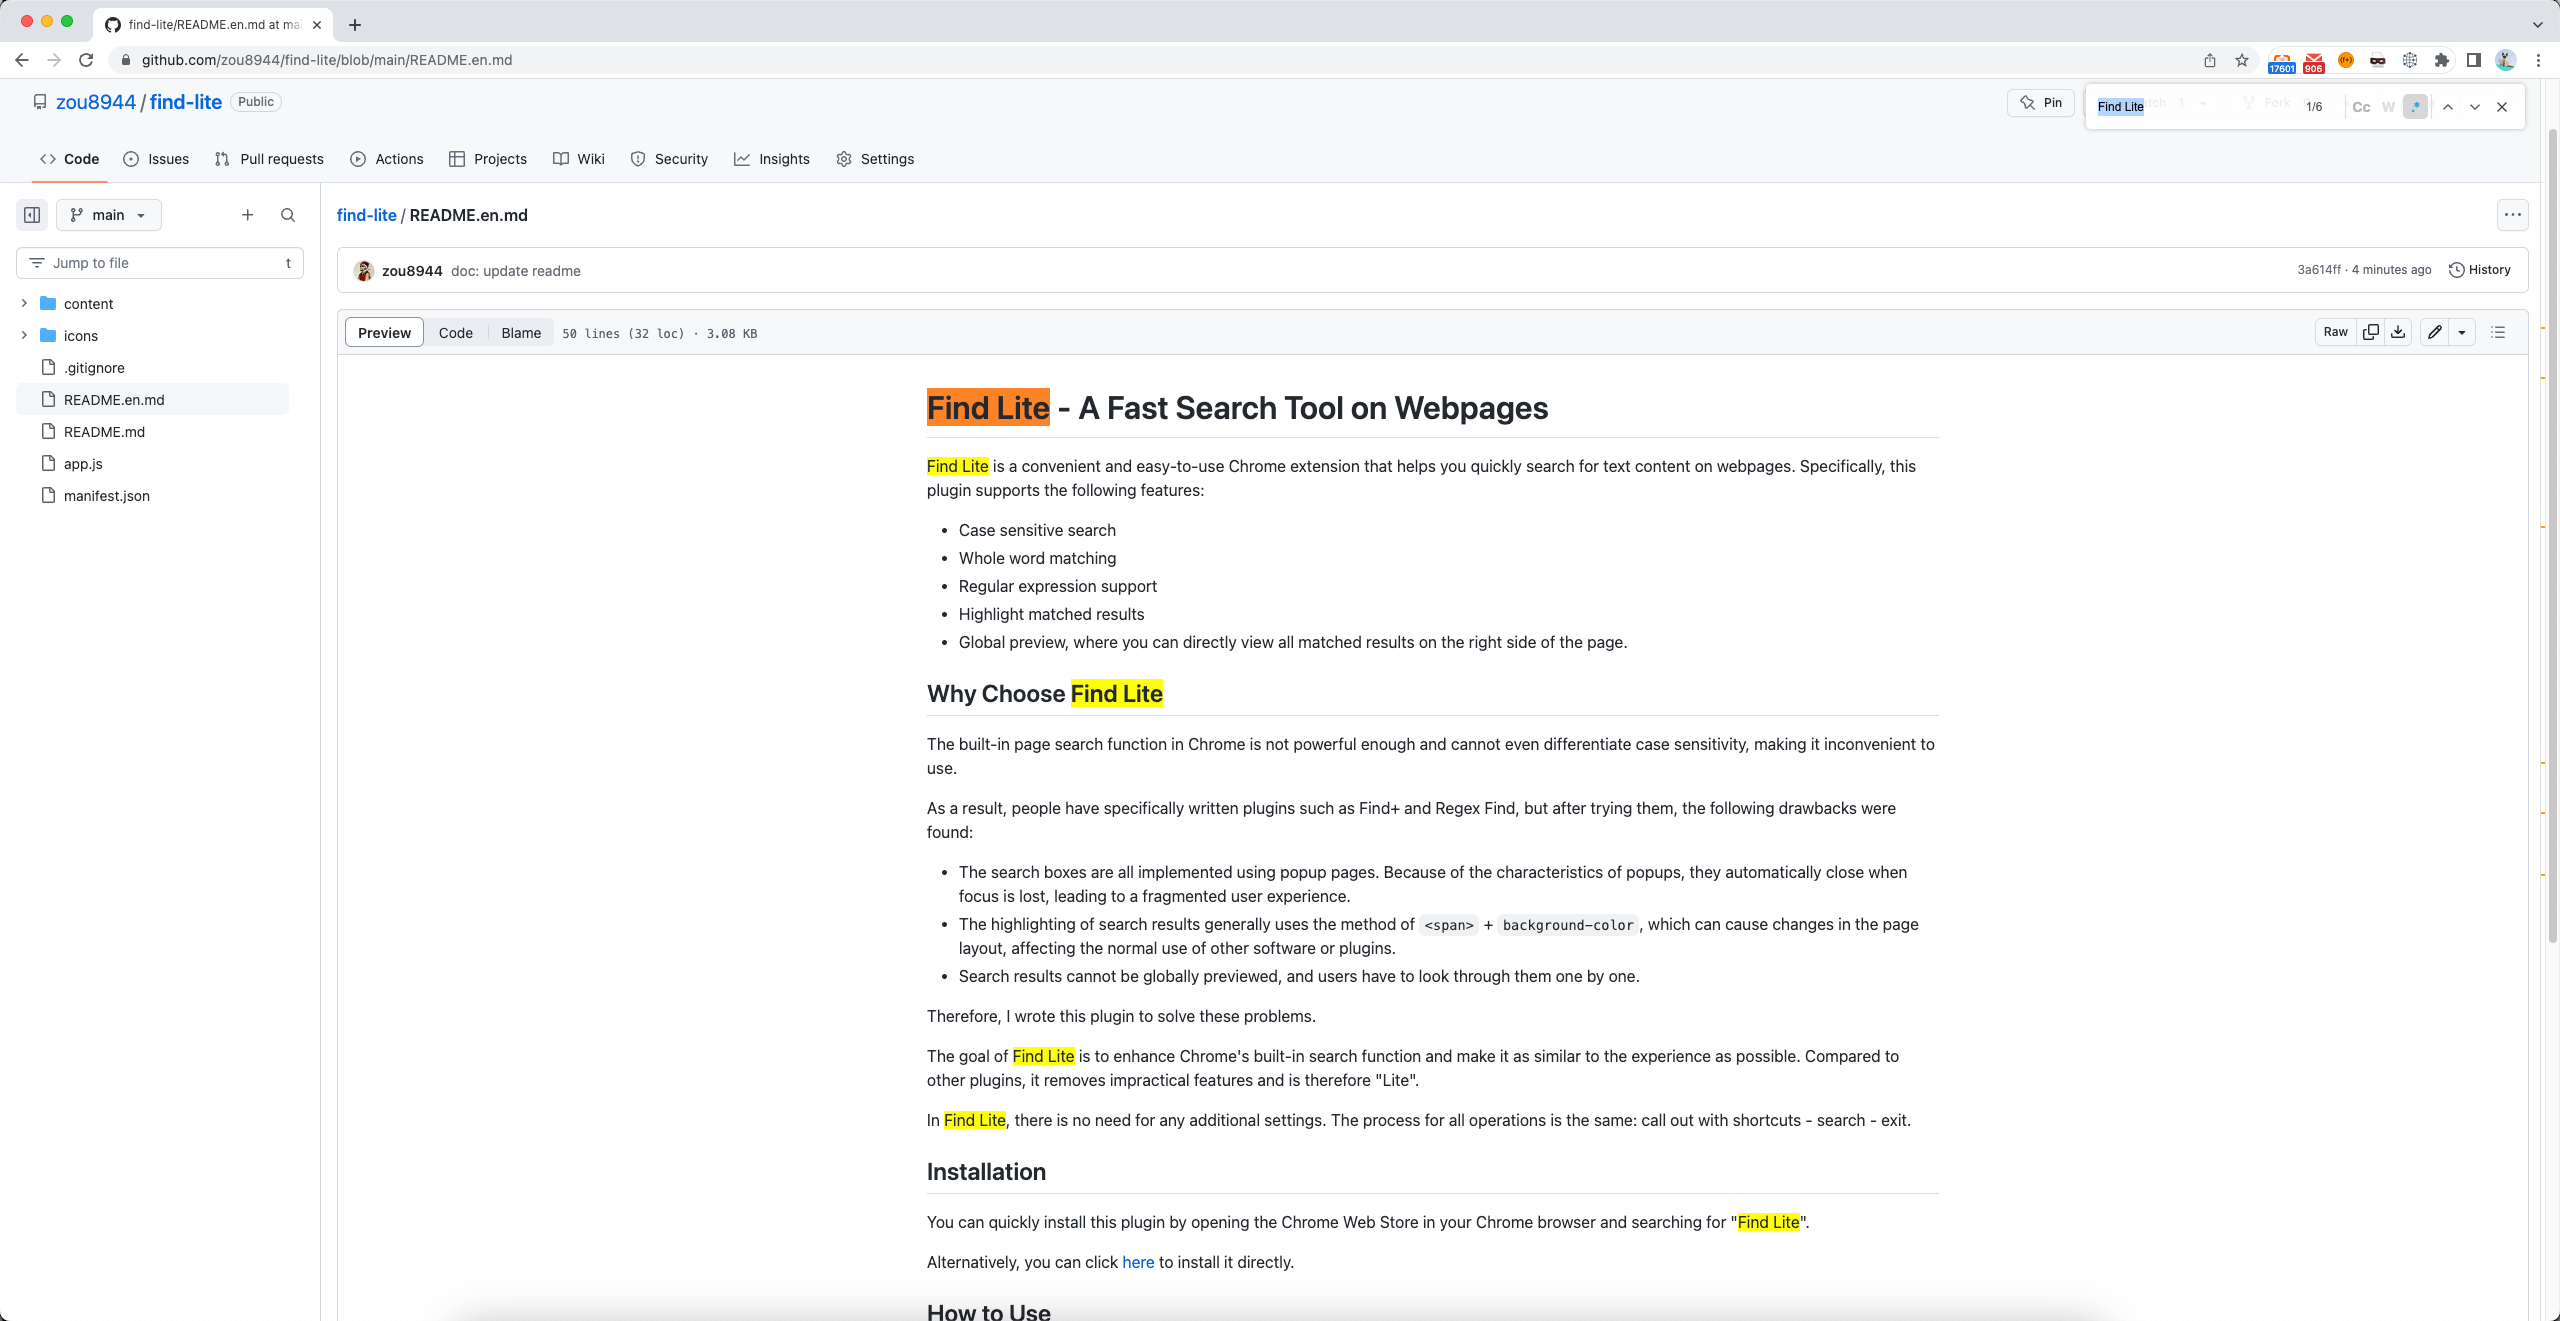 find-lite/README.en.md at mai
github.com/zou8944/find-lite/blob/main/README.en.md
17601
906
zou8944 / find-lite Public
Pin
Fork
Find Lite
1/6
Cc W .*
Code
Issues
Pull requests
Actions
Projects
Wiki
Security
Insights
Settings
main
Jump to file t
content
icons
.gitignore
README.en.md
README.md
app.js
manifest.json
find-lite / README.en.md
zou8944 doc: update readme
3a614ff · 4 minutes ago
History
Preview
Code
Blame
50 lines (32 loc) · 3.08 KB
Raw
Find Lite - A Fast Search Tool on Webpages
Find Lite is a convenient and easy-to-use Chrome extension that helps you quickly search for text content on webpages. Specifically, this
plugin supports the following features:
• Case sensitive search
• Whole word matching
• Regular expression support
• Highlight matched results
• Global preview, where you can directly view all matched results on the right side of the page.
Why Choose Find Lite
The built-in page search function in Chrome is not powerful enough and cannot even differentiate case sensitivity, making it inconvenient to
use.
As a result, people have specifically written plugins such as Find+ and Regex Find, but after trying them, the following drawbacks were
found:
• The search boxes are all implemented using popup pages. Because of the characteristics of popups, they automatically close when
focus is lost, leading to a fragmented user experience.
• The highlighting of search results generally uses the method of <span> + background-color , which can cause changes in the page
layout, affecting the normal use of other software or plugins.
• Search results cannot be globally previewed, and users have to look through them one by one.
Therefore, I wrote this plugin to solve these problems.
The goal of Find Lite is to enhance Chrome's built-in search function and make it as similar to the experience as possible. Compared to
other plugins, it removes impractical features and is therefore "Lite".
In Find Lite, there is no need for any additional settings. The process for all operations is the same: call out with shortcuts - search - exit.
Installation
You can quickly install this plugin by opening the Chrome Web Store in your Chrome browser and searching for "Find Lite".
Alternatively, you can click here to install it directly.
How to Use